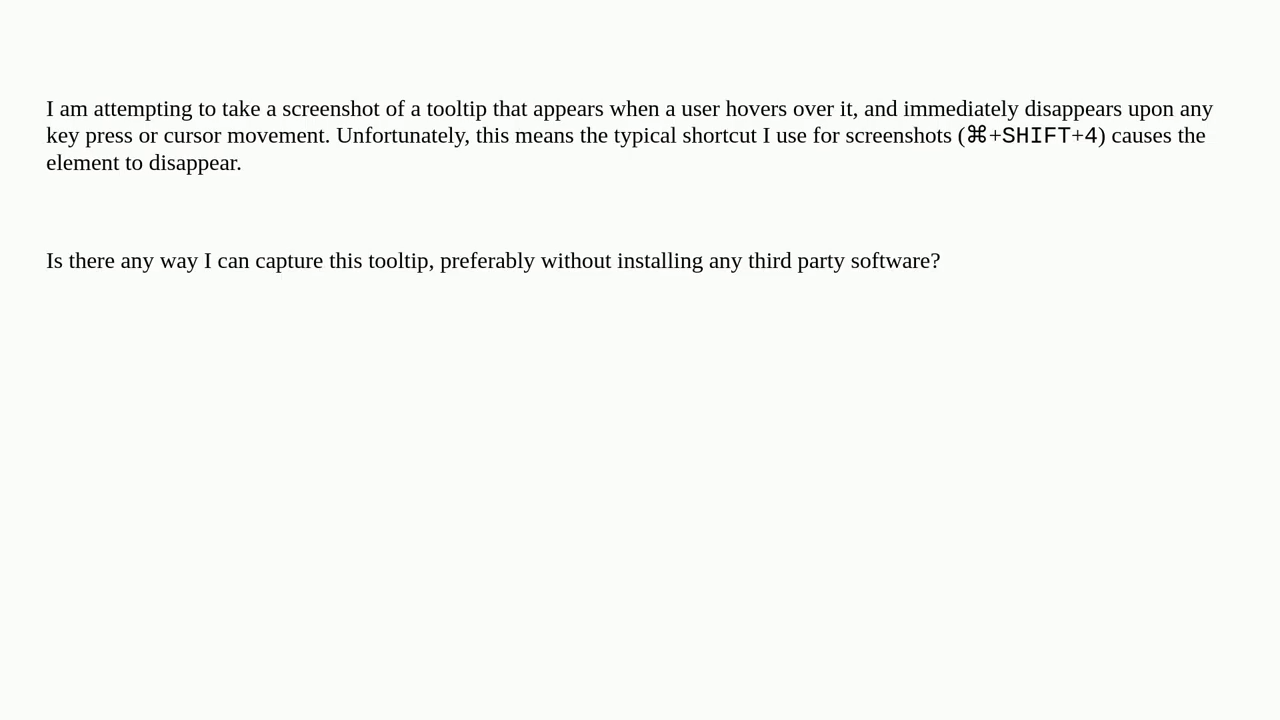 I am attempting to take a screenshot of a tooltip that appears when a user hovers over it, and immediately disappears upon any
key press or cursor movement. Unfortunately, this means the typical shortcut I use for screenshots (⌘+SHIFT+4) causes the
element to disappear.
Is there any way I can capture this tooltip, preferably without installing any third party software?